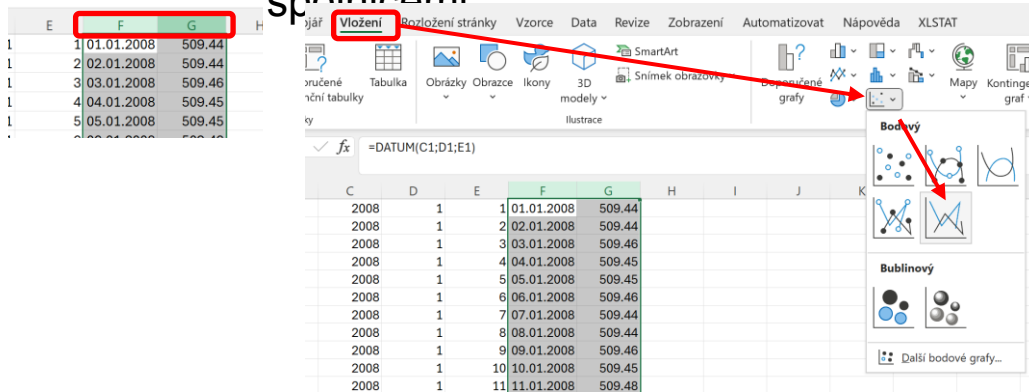 E F G H
1 1 01.01.2008 509.44
1 2 02.01.2008 509.44
1 3 03.01.2008 509.46
1 4 04.01.2008 509.45
1 5 05.01.2008 509.45
Vložení Rozložení stránky Vzorce Data Revize Zobrazení Automatizovat Nápověda XLSTAT
Tabulka Obrázky Obrazce Ikony 3D modely
SmartArt
Snímek obrazovky
Doporučené grafy
Mapy
graf
tabulky
Ilustrace
Bodový
Bublinový
Další bodové grafy...
fx =DATUM(C1;D1;E1)
C D E F G H I J K
2008 1 1 01.01.2008 509.44
2008 1 2 02.01.2008 509.44
2008 1 3 03.01.2008 509.46
2008 1 4 04.01.2008 509.45
2008 1 5 05.01.2008 509.45
2008 1 6 06.01.2008 509.46
2008 1 7 07.01.2008 509.44
2008 1 8 08.01.2008 509.44
2008 1 9 09.01.2008 509.46
2008 1 10 10.01.2008 509.45
2008 1 11 11.01.2008 509.48